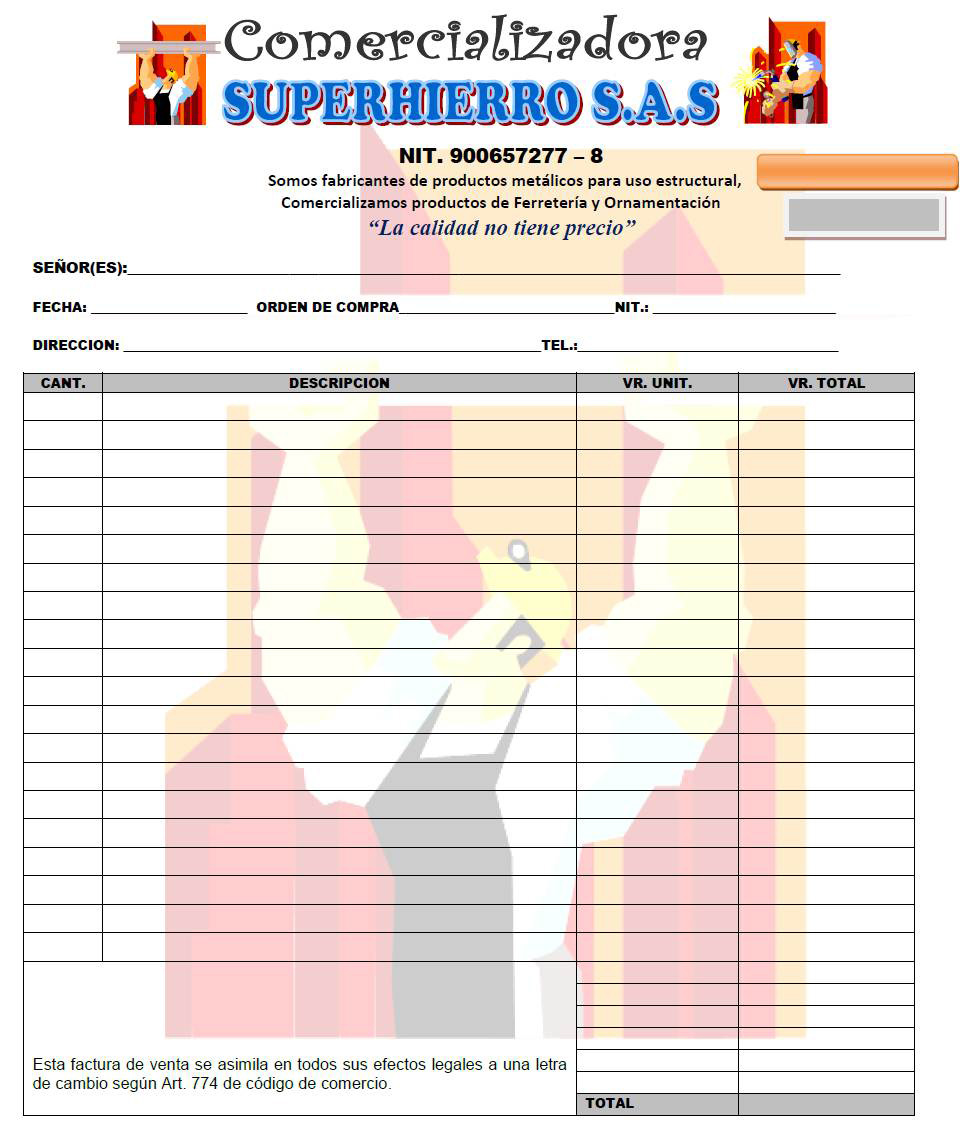 Comercializadora
SUPERHIERRO S.A.S
NIT. 900657277 – 8
Somos fabricantes de productos metálicos para uso estructural,
Comercializamos productos de Ferretería y Ornamentación
“La calidad no tiene precio”
SEÑOR(ES):
FECHA: ORDEN DE COMPRA NIT.:
DIRECCION: TEL.:
CANT. DESCRIPCION VR. UNIT. VR. TOTAL
Esta factura de venta se asimila en todos sus efectos legales a una letra
de cambio según Art. 774 de código de comercio.
TOTAL